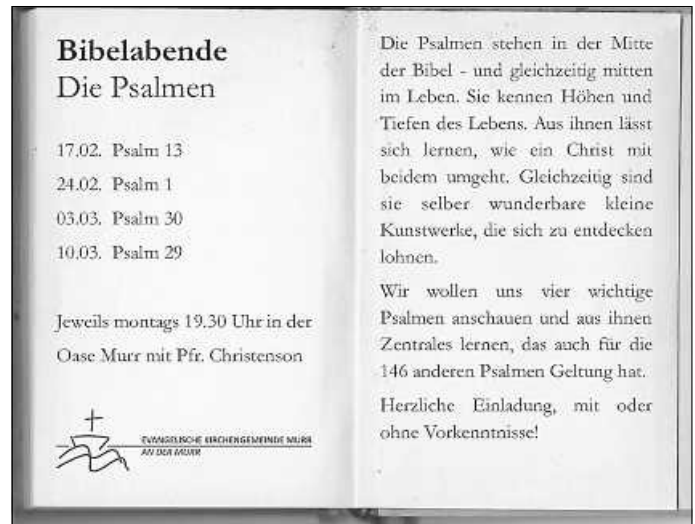 Bibelabende
Die Psalmen
17.02. Psalm 13
24.02. Psalm 1
03.03. Psalm 30
10.03. Psalm 29
Jeweils montags 19.30 Uhr in der
Oase Murr mit Pfr. Christenson
EVANGELISCHE KIRCHENGEMEINDE MURR
AN DER MURR
Die Psalmen stehen in der Mitte
der Bibel - und gleichzeitig mitten
im Leben. Sie kennen Höhen und
Tiefen des Lebens. Aus ihnen lässt
sich lernen, wie ein Christ mit
beidem umgeht. Gleichzeitig sind
sie selber wunderbare kleine
Kunstwerke, die sich zu entdecken
lohnen.
Wir wollen uns vier wichtige
Psalmen anschauen und aus ihnen
Zentrales lernen, das auch für die
146 anderen Psalmen Geltung hat.
Herzliche Einladung, mit oder
ohne Vorkenntnisse!